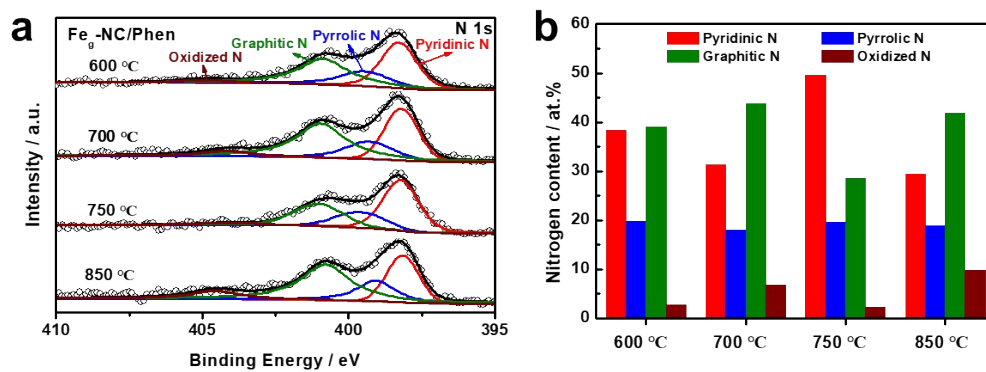 a
Fe_g-NC/Phen
N 1s
Pyrrolic N
Graphitic N
Pyridinic N
Oxidized N
600 °C
700 °C
750 °C
850 °C
Intensity / a.u.
410 405 400 395
Binding Energy / eV
b
Pyridinic N Pyrrolic N
Graphitic N Oxidized N
60
50
40
30
20
10
0
Nitrogen content / at.%
600 °C 700 °C 750 °C 850 °C